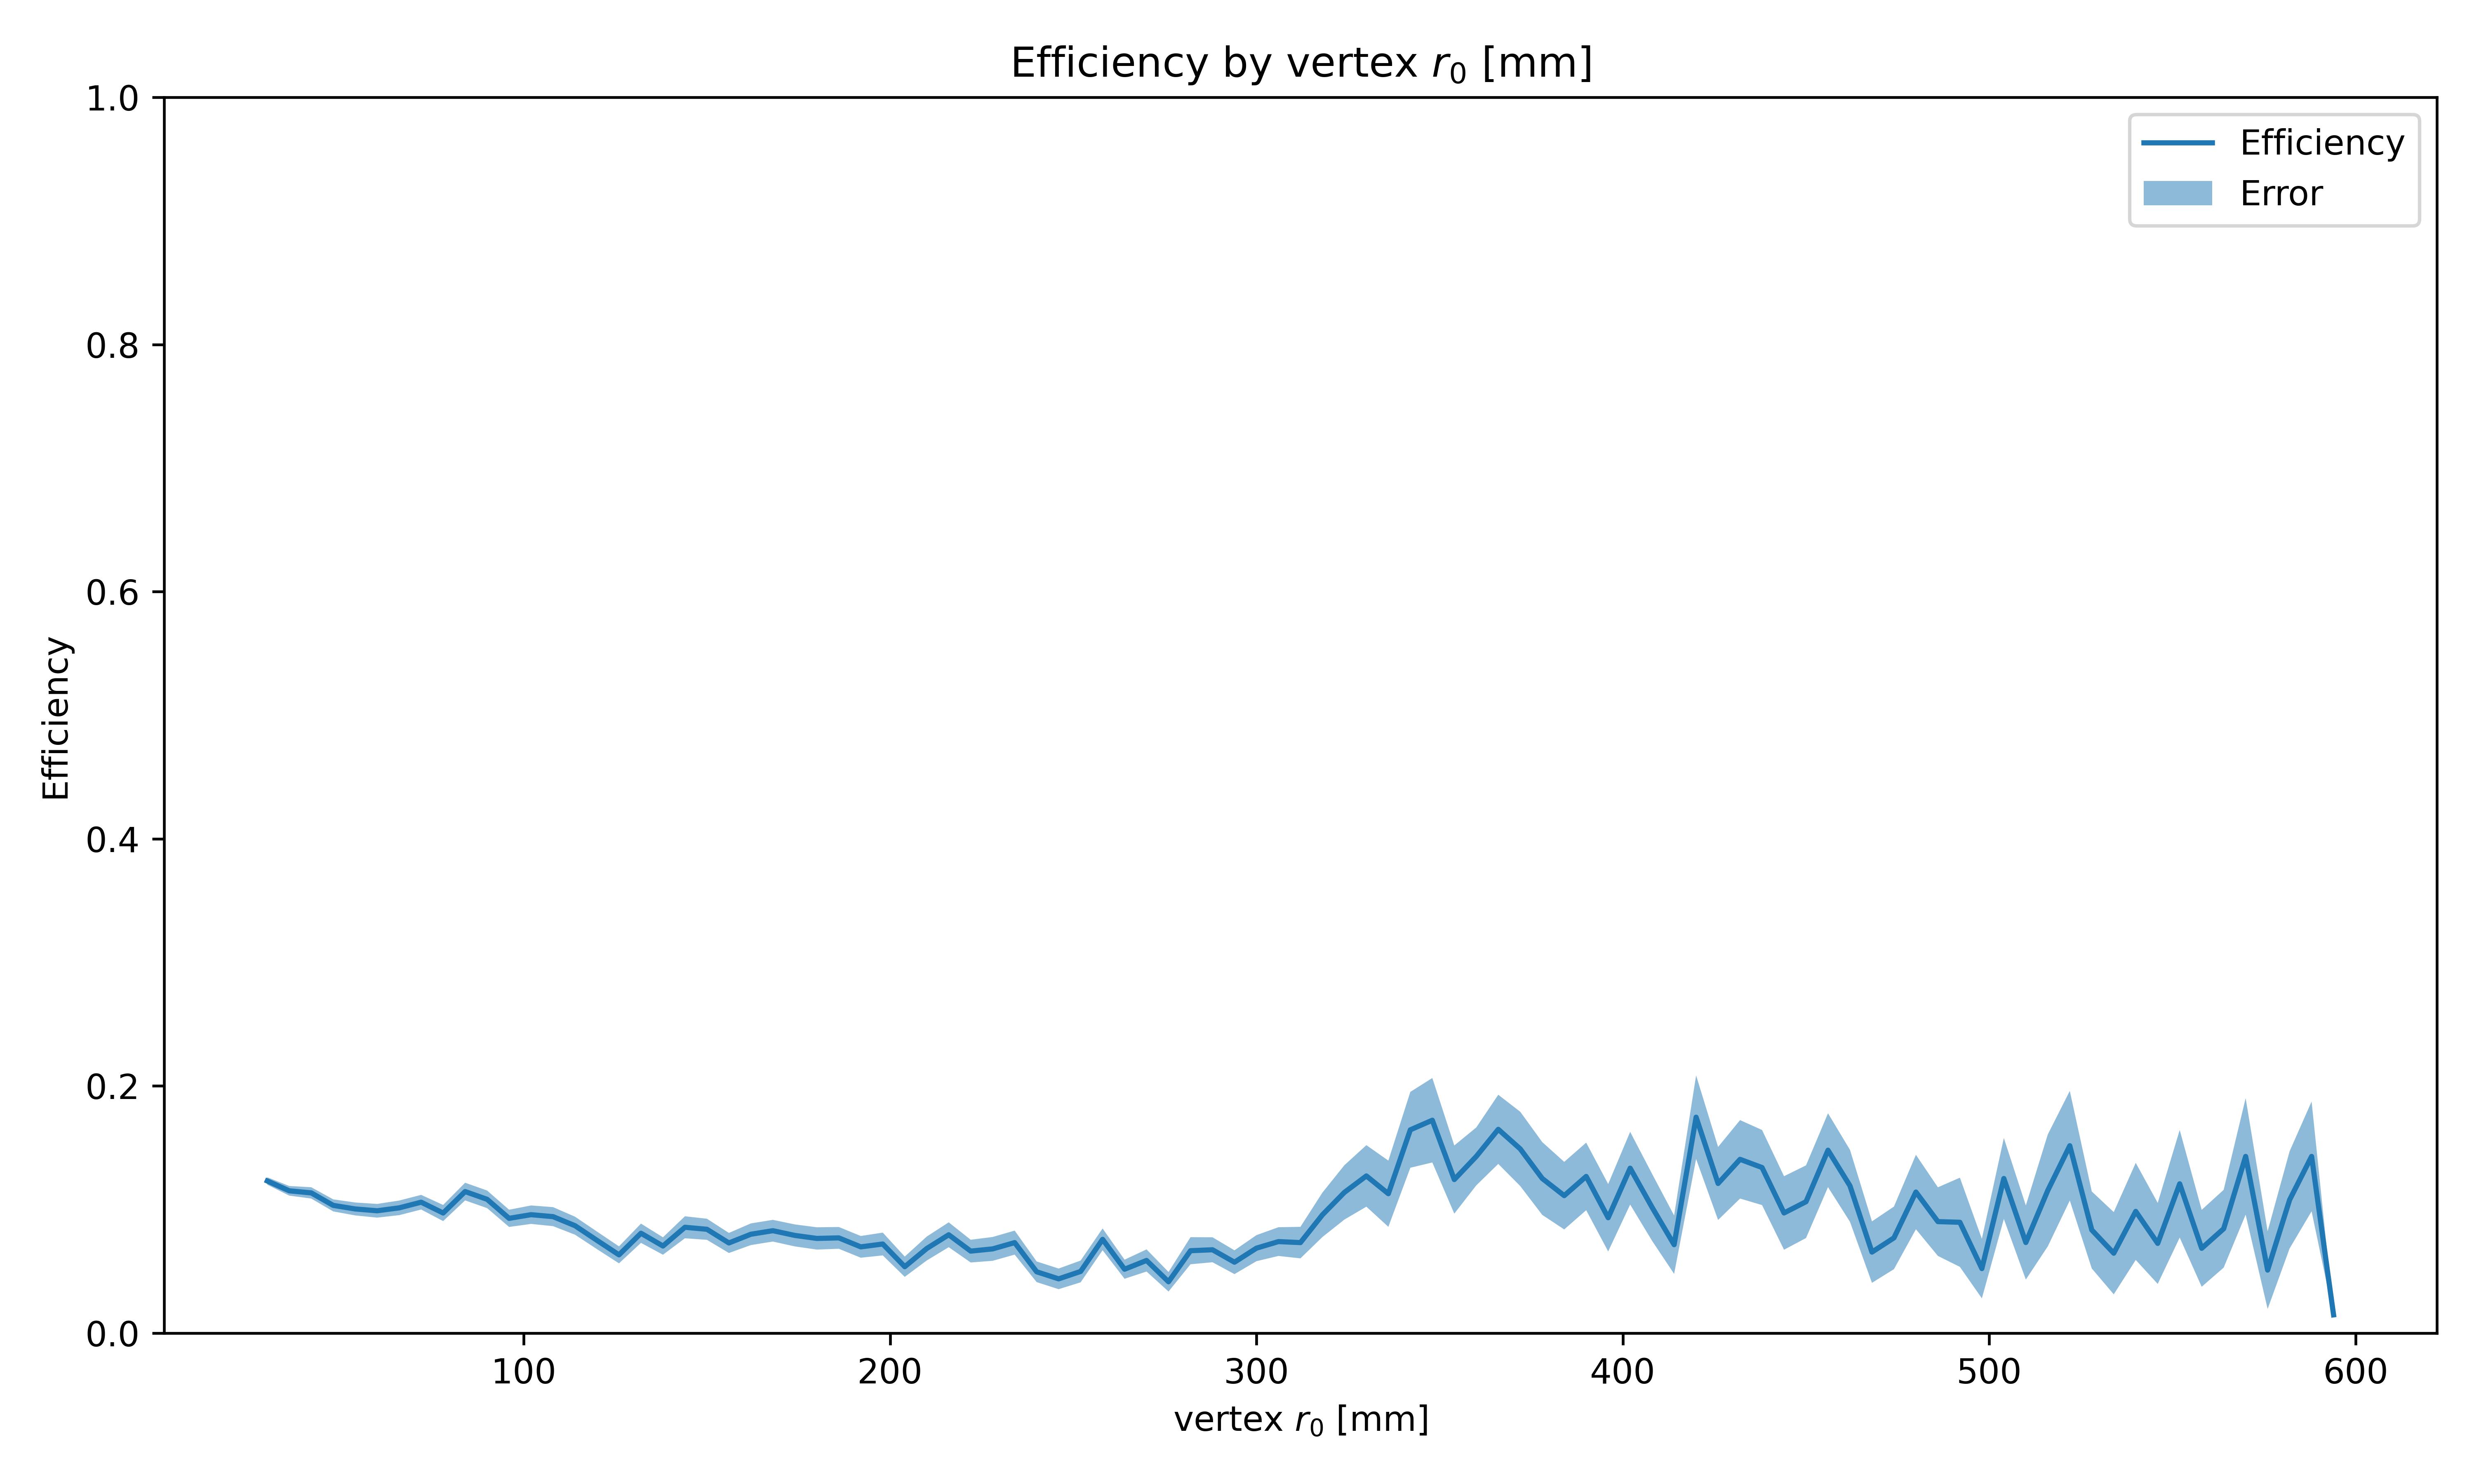 Efficiency by vertex r₀ [mm]
1.0
0.8
0.6
0.4
0.2
0.0
Efficiency
Efficiency
Error
100 200 300 400 500 600
vertex r₀ [mm]